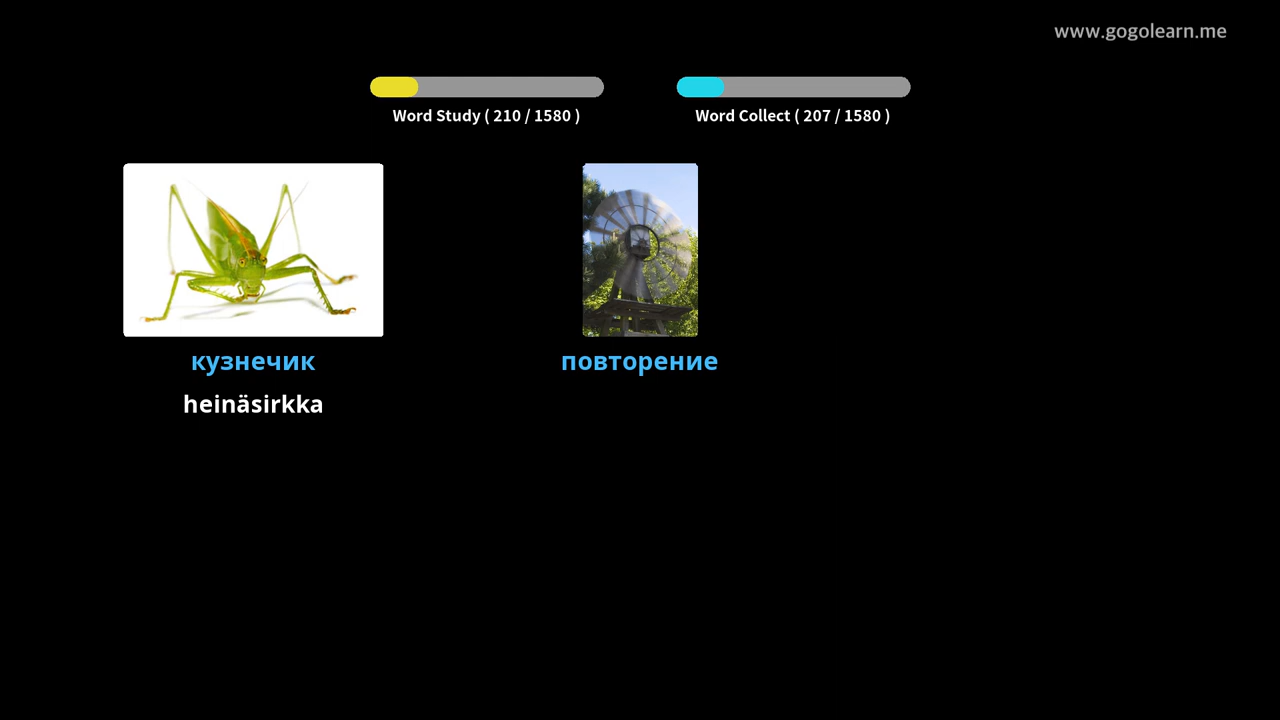 www.gogolearn.me
Word Study ( 210 / 1580 )
Word Collect ( 207 / 1580 )
кузнечик
повторение
heinäsirkka